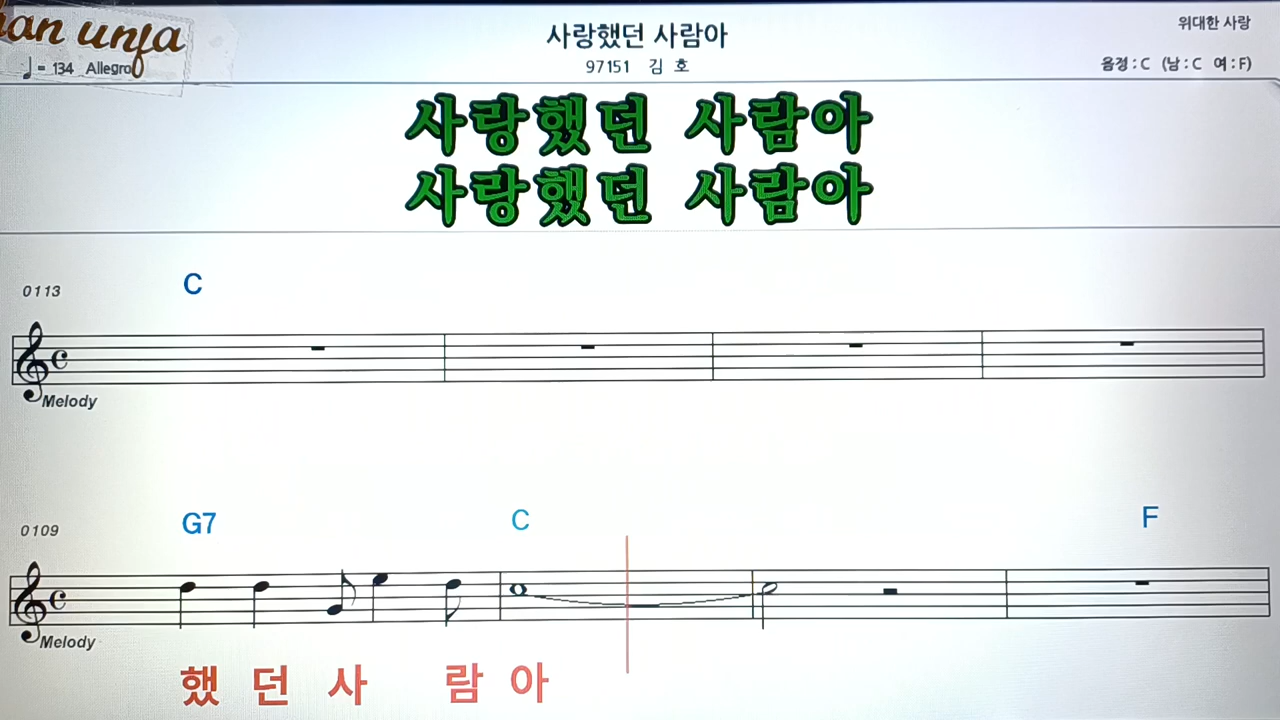 an unfa
♩= 134 Allegro
사랑했던 사람아
97151 김 호
위대한 사랑
음정 : C (남 : C 여 : F)
사랑했던 사람아
사랑했던 사람아
0113
C
Melody
0109
G7 C F
Melody
했 던 사 람 아